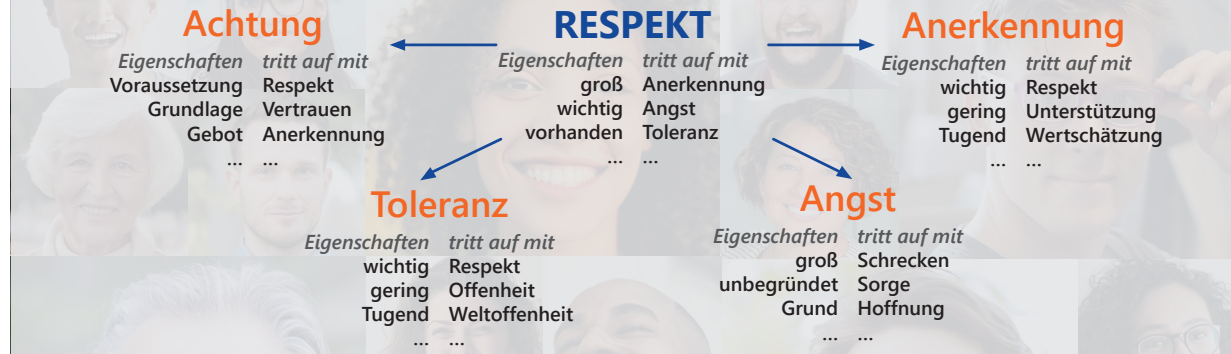 Achtung
Eigenschaften tritt auf mit
Voraussetzung Respekt
Grundlage Vertrauen
Gebot Anerkennung
... ...
RESPEKT
Eigenschaften tritt auf mit
groß Anerkennung
wichtig Angst
vorhanden Toleranz
... ...
Anerkennung
Eigenschaften tritt auf mit
wichtig Respekt
gering Unterstützung
Tugend Wertschätzung
... ...
Toleranz
Eigenschaften tritt auf mit
wichtig Respekt
gering Offenheit
Tugend Weltoffenheit
... ...
Angst
Eigenschaften tritt auf mit
groß Schrecken
unbegründet Sorge
Grund Hoffnung
... ...